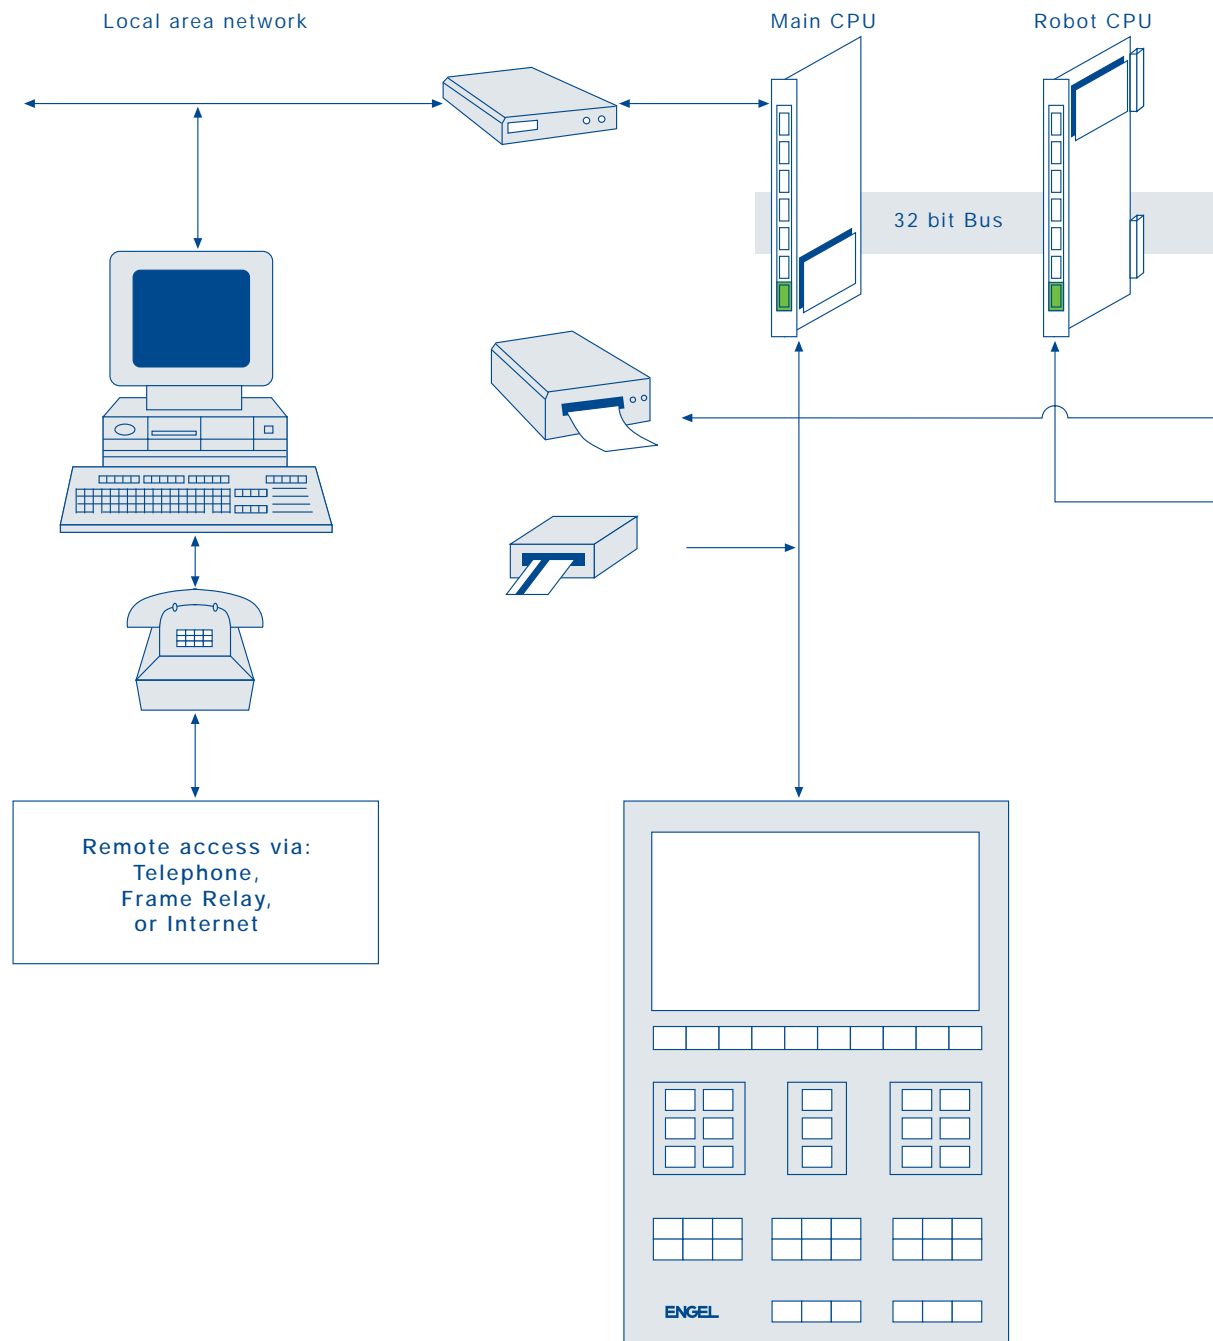 Local area network
Main CPU
Robot CPU
32 bit Bus
Remote access via:
Telephone,
Frame Relay,
or Internet
ENGEL